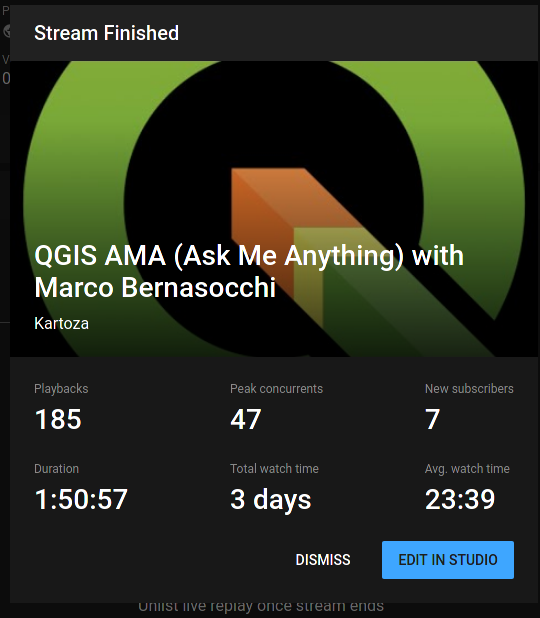 P
Stream Finished
V
0
QGIS AMA (Ask Me Anything) with
Marco Bernasocchi
Kartoza
Playbacks
Peak concurrents
New subscribers
185
47
7
Duration
Total watch time
Avg. watch time
1:50:57
3 days
23:39
DISMISS
EDIT IN STUDIO
Unlist live replay once stream ends